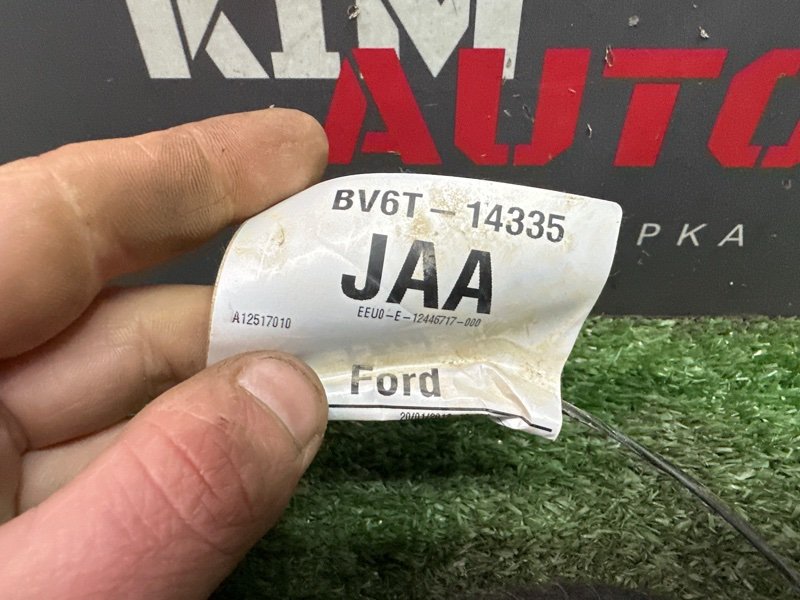 KIM
AUTO
РКА
BV6T-14335
JAA
EEU0-E-12446717-000
A12517010
Ford